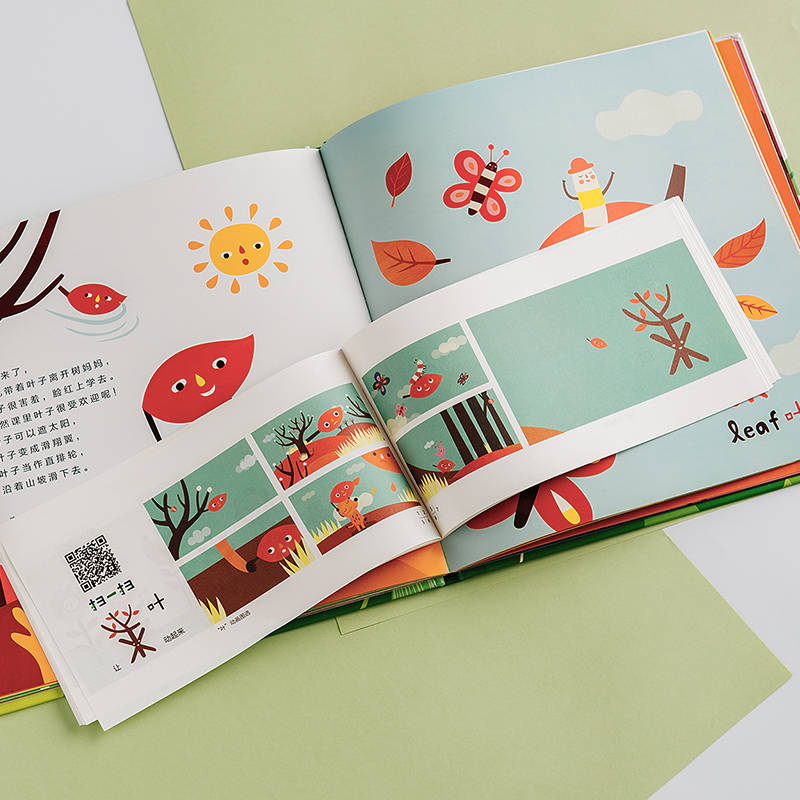 来了，
带着叶子离开树妈妈，
子很害羞，脸红上学去。
然课里叶子很受欢迎呢！
子可以遮太阳，
叶子变成滑翔翼，
叶子当作直排轮，
沿着山坡滑下去。
leaf 叶
扫一扫
叶
让 动起来
“叶”动画图选